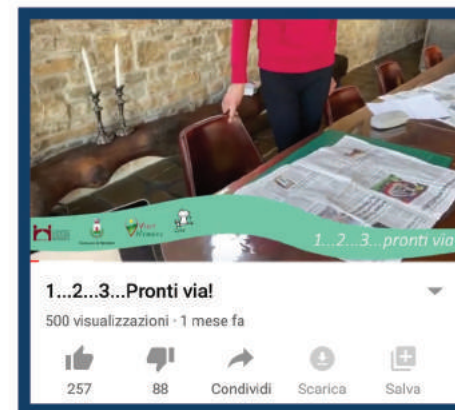 1...2...3...pronti via
1...2...3...Pronti via!
500 visualizzazioni · 1 mese fa
257
88
Condividi
Scarica
Salva